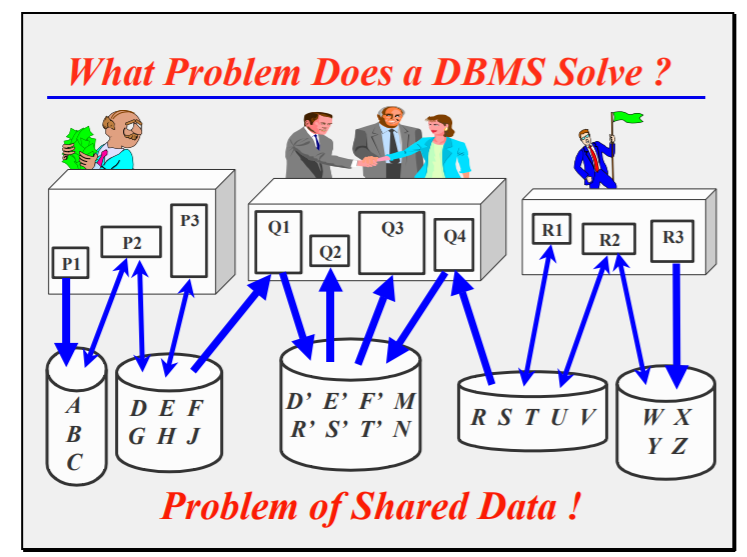 What Problem Does a DBMS Solve ?
P1 P2 P3
Q1 Q2 Q3 Q4
R1 R2 R3
A
B
C
D E F
G H J
D’ E’ F’ M
R’ S’ T’ N
R S T U V
W X
Y Z
Problem of Shared Data !